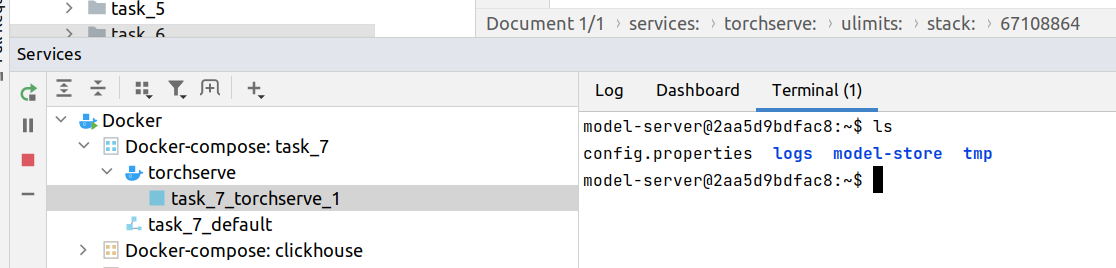 task_5
task_6
Document 1/1 › services: › torchserve: › ulimits: › stack: › 67108864
Services
Log Dashboard Terminal (1)
Docker
Docker-compose: task_7
torchserve
task_7_torchserve_1
task_7_default
Docker-compose: clickhouse
model-server@2aa5d9bdfac8:~$ ls
config.properties logs model-store tmp
model-server@2aa5d9bdfac8:~$